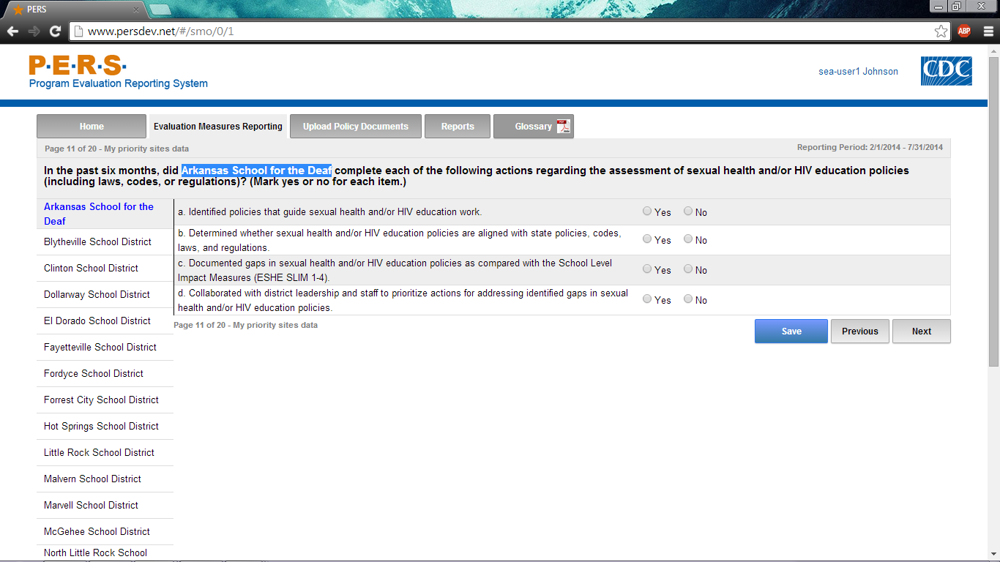 PERS
www.persdev.net/#/smo/0/1
ABP
P·E·R·S·
Program Evaluation Reporting System
sea-user1 Johnson
CDC
Home
Evaluation Measures Reporting
Upload Policy Documents
Reports
Glossary
Page 11 of 20 - My priority sites data
Reporting Period: 2/1/2014 - 7/31/2014
In the past six months, did Arkansas School for the Deaf complete each of the following actions regarding the assessment of sexual health and/or HIV education policies
(including laws, codes, or regulations)? (Mark yes or no for each item.)
Arkansas School for the
Deaf
Blytheville School District
Clinton School District
Dollarway School District
El Dorado School District
Fayetteville School District
Fordyce School District
Forrest City School District
Hot Springs School District
Little Rock School District
Malvern School District
Marvell School District
McGehee School District
North Little Rock School
a. Identified policies that guide sexual health and/or HIV education work.
Yes No
b. Determined whether sexual health and/or HIV education policies are aligned with state policies, codes,
laws, and regulations.
Yes No
c. Documented gaps in sexual health and/or HIV education policies as compared with the School Level
Impact Measures (ESHE SLIM 1-4).
Yes No
d. Collaborated with district leadership and staff to prioritize actions for addressing identified gaps in sexual
health and/or HIV education policies.
Yes No
Page 11 of 20 - My priority sites data
Save
Previous
Next